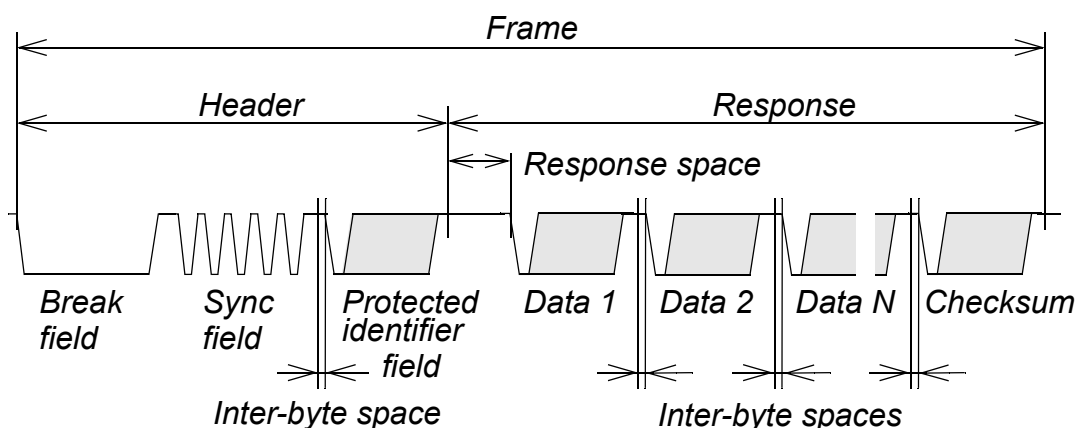 Frame
Header
Response
Response space
Break
field
Sync
field
Protected
identifier
field
Data 1
Data 2
Data N
Checksum
Inter-byte space
Inter-byte spaces